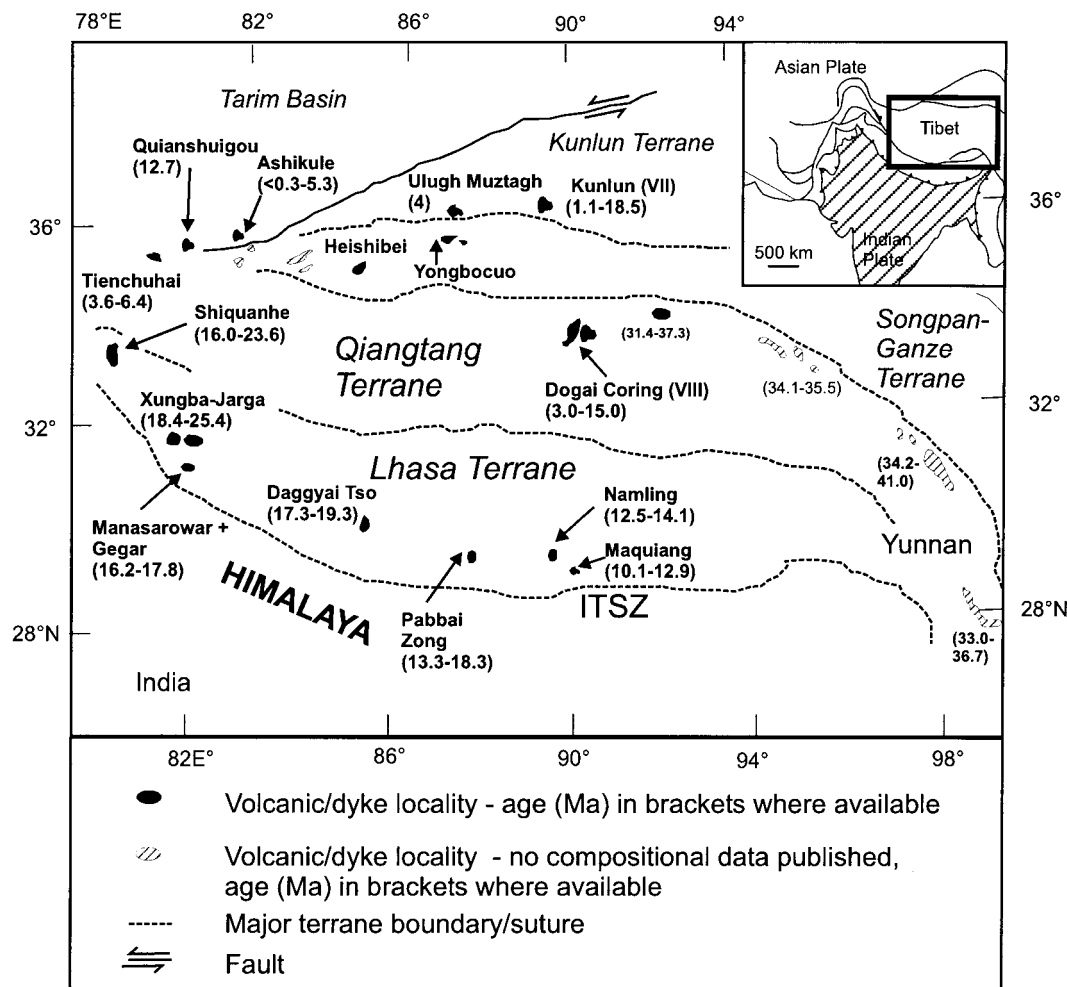 78°E 82° 86° 90° 94°
Tarim Basin
Asian Plate
Tibet
Indian
Plate
500 km
Kunlun Terrane
Quianshuigou
(12.7)
Ashikule
(<0.3-5.3)
Ulugh Muztagh
(4)
Kunlun (VII)
(1.1-18.5)
36°
36°
Heishibei
Yongbocuo
Tienchuhai
(3.6-6.4)
Shiquanhe
(16.0-23.6)
Qiangtang
Terrane
(31.4-37.3)
Songpan-
Ganze
Terrane
(34.1-35.5)
Dogai Coring (VIII)
(3.0-15.0)
Xungba-Jarga
(18.4-25.4)
32°
32°
Lhasa Terrane
(34.2-
41.0)
Daggyai Tso
(17.3-19.3)
Namling
(12.5-14.1)
Manasarowar +
Gegar
(16.2-17.8)
Maquiang
(10.1-12.9)
Yunnan
HIMALAYA
ITSZ
Pabbai
Zong
(13.3-18.3)
28°N
28°N
(33.0-
36.7)
India
82E° 86° 90° 94° 98°
Volcanic/dyke locality - age (Ma) in brackets where available
Volcanic/dyke locality - no compositional data published,
age (Ma) in brackets where available
Major terrane boundary/suture
Fault